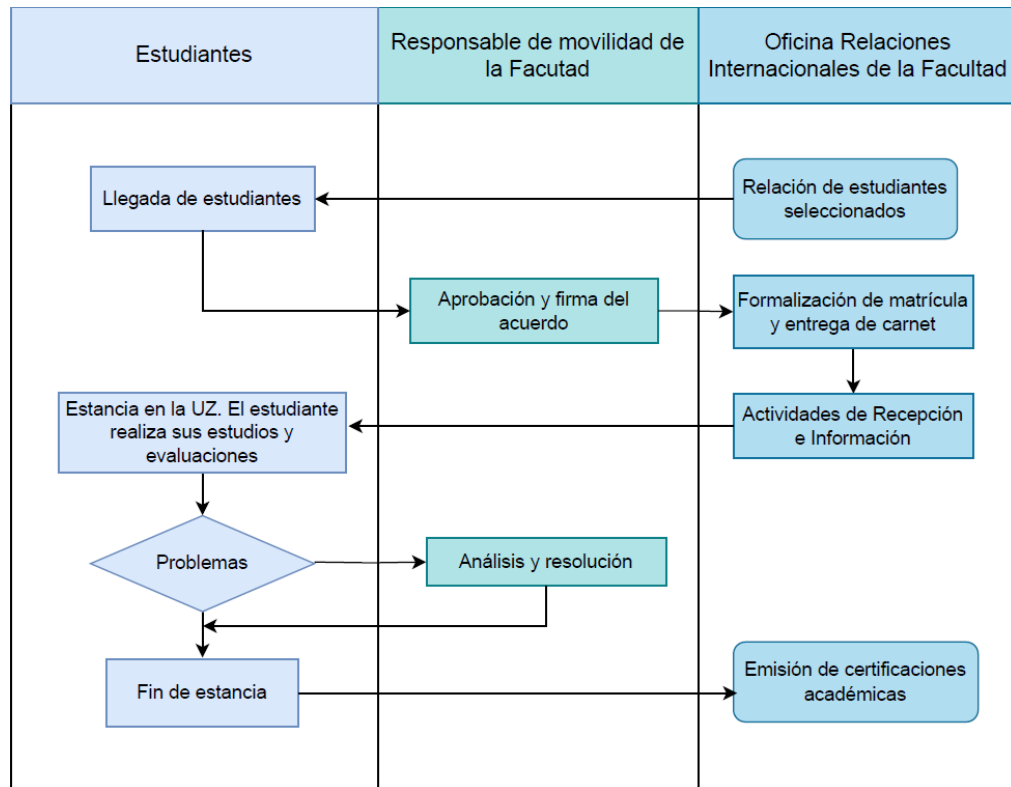 Estudiantes
Responsable de movilidad de
la Facutad
Oficina Relaciones
Internacionales de la Facultad
Llegada de estudiantes
Relación de estudiantes
seleccionados
Aprobación y firma del
acuerdo
Formalización de matrícula
y entrega de carnet
Estancia en la UZ. El estudiante
realiza sus estudios y
evaluaciones
Actividades de Recepción
e Información
Problemas
Análisis y resolución
Fin de estancia
Emisión de certificaciones
académicas